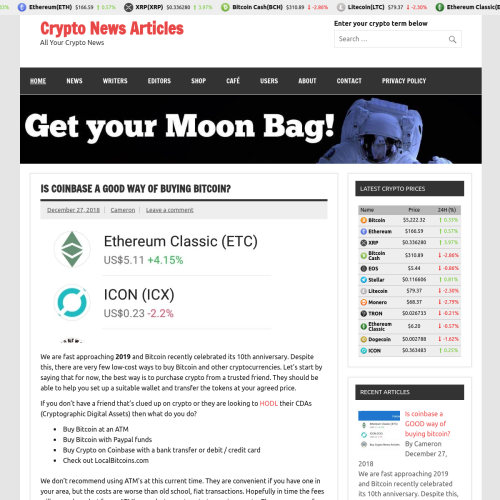 Ethereum(ETH) $166.59 ↑ 0.57% XRP(XRP) $0.336280 ↑ 3.97% Bitcoin Cash(BCH) $310.89 ↓ -2.86% Litecoin(LTC) $79.37 ↓ -2.30% Ethereum Classic(E
Crypto News Articles
All Your Crypto News
Enter your crypto term below
Search ...
HOME NEWS WRITERS EDITORS SHOP CAFÉ USERS ABOUT CONTACT PRIVACY POLICY
Get your Moon Bag!
IS COINBASE A GOOD WAY OF BUYING BITCOIN?
December 27, 2018 Cameron Leave a comment
Ethereum Classic (ETC)
US$5.11 +4.15%
ICON (ICX)
US$0.23 -2.2%
We are fast approaching 2019 and Bitcoin recently celebrated its 10th anniversary. Despite
this, there are very few low-cost ways to buy Bitcoin and other cryptocurrencies. Let's start by
saying that for now, the best way is to purchase crypto from a trusted friend. They should be
able to help you set up a suitable wallet and transfer the tokens at your agreed price.
If you don't have a friend that's clued up on crypto or they are looking to HODL their CDAs
(Cryptographic Digital Assets) then what do you do?
Buy Bitcoin at an ATM
Buy Bitcoin with Paypal funds
Buy Crypto on Coinbase with a bank transfer or debit / credit card
Check out LocalBitcoins.com
We don't recommend using ATM's at this current time. They are convenient if you have one in
your area, but the costs are worse than old school, fiat transactions. Hopefully in time the fees
LATEST CRYPTO PRICES
Name Price 24H (%)
Bitcoin $5,222.32 ↑ 0.35%
Ethereum $166.59 ↑ 0.57%
XRP $0.336280 ↑ 3.97%
Bitcoin Cash $310.89 ↓ -2.86%
EOS $5.44 ↓ -0.86%
Stellar $0.116606 ↑ 0.81%
Litecoin $79.37 ↓ -2.30%
Monero $68.37 ↓ -2.79%
TRON $0.026733 ↓ -0.21%
Ethereum Classic $6.20 ↓ -0.57%
Dogecoin $0.002788 ↓ -1.62%
ICON $0.363483 ↑ 0.25%
RECENT ARTICLES
Is coinbase a
GOOD way of
buying bitcoin?
By Cameron
December 27,
2018
We are fast approaching
2019 and Bitcoin recently
celebrated its 10th
anniversary. Despite this,